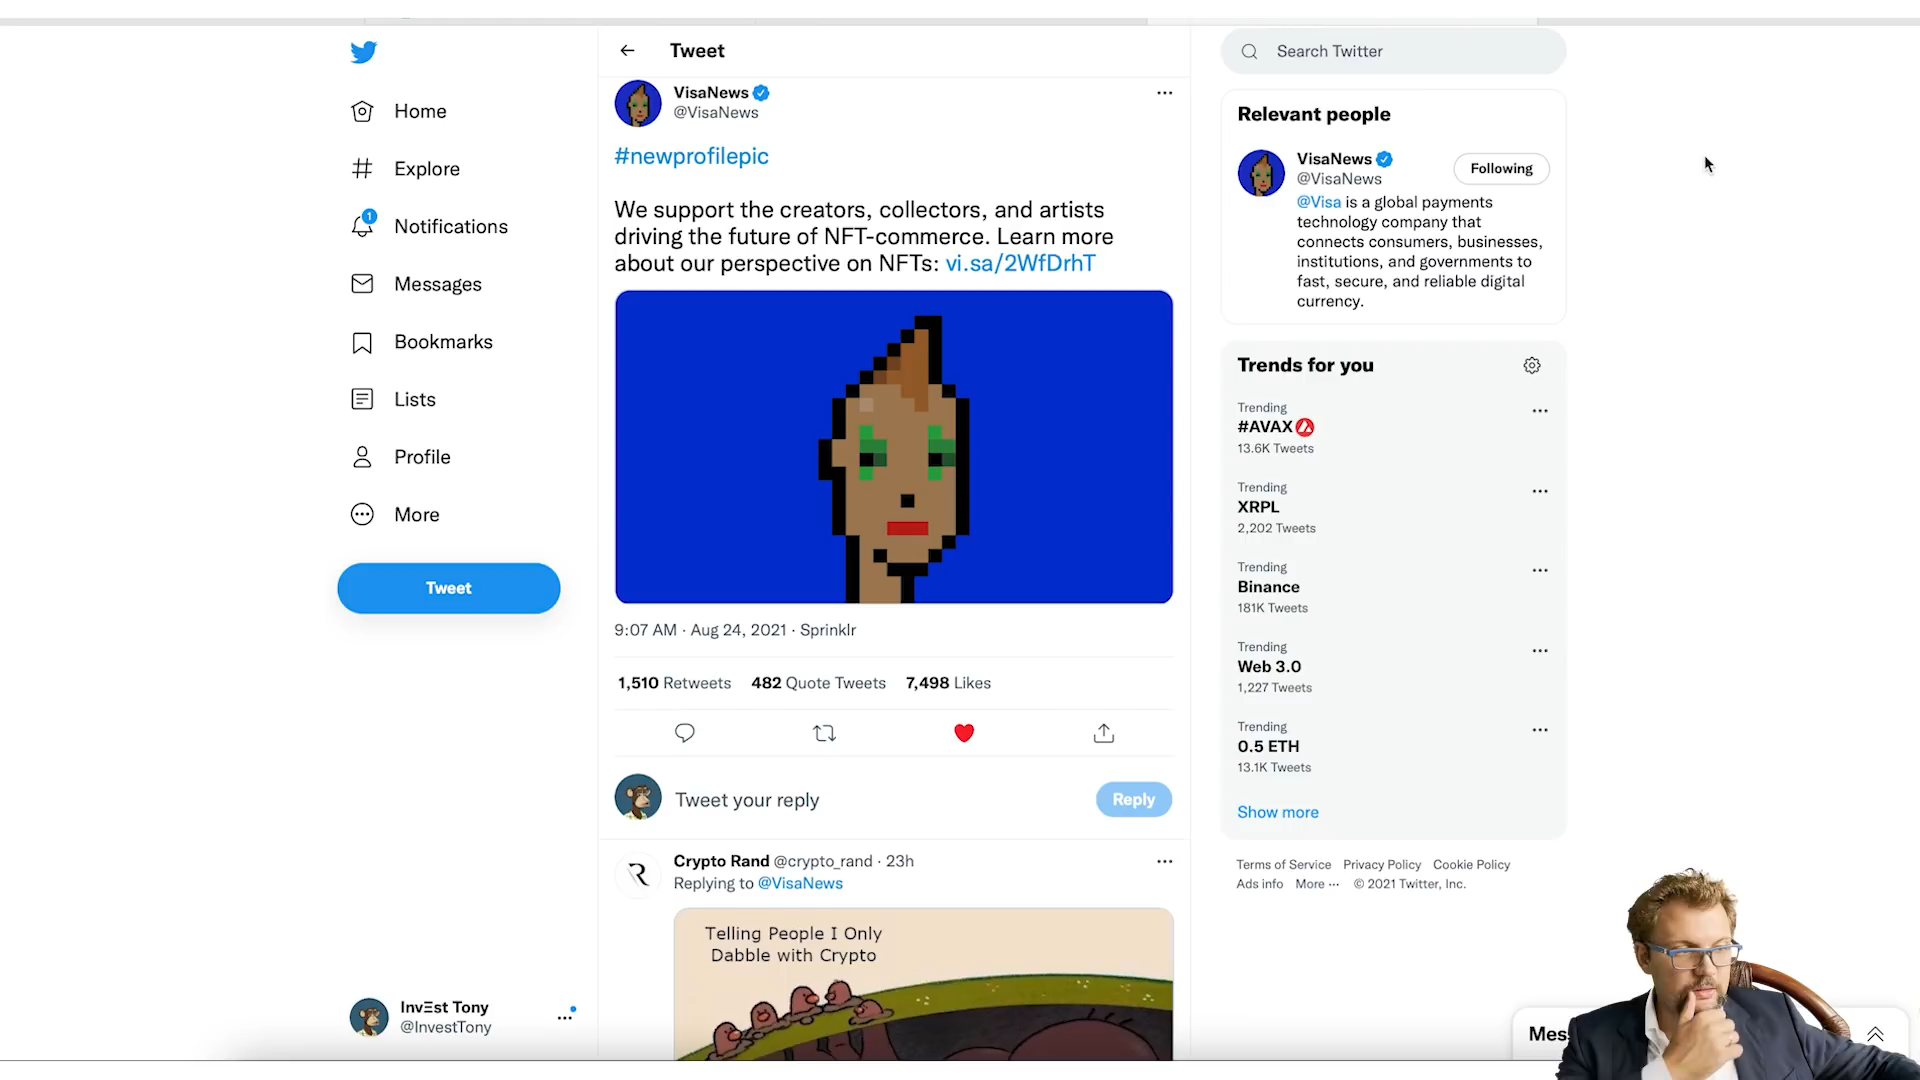 Home
Explore
1
Notifications
Messages
Bookmarks
Lists
Profile
More
Tweet
InvΞst Tony
@InvestTony
Tweet
VisaNews
@VisaNews
#newprofilepic
We support the creators, collectors, and artists
driving the future of NFT-commerce. Learn more
about our perspective on NFTs: vi.sa/2WfDrhT
9:07 AM · Aug 24, 2021 · Sprinklr
1,510 Retweets 482 Quote Tweets 7,498 Likes
Tweet your reply
Reply
Crypto Rand @crypto_rand · 23h
Replying to @VisaNews
Telling People I Only
Dabble with Crypto
Search Twitter
Relevant people
VisaNews
@VisaNews
Following
@Visa is a global payments
technology company that
connects consumers, businesses,
institutions, and governments to
fast, secure, and reliable digital
currency.
Trends for you
Trending
#AVAX
13.6K Tweets
Trending
XRPL
2,202 Tweets
Trending
Binance
181K Tweets
Trending
Web 3.0
1,227 Tweets
Trending
0.5 ETH
13.1K Tweets
Show more
Terms of Service Privacy Policy Cookie Policy
Ads info More ··· © 2021 Twitter, Inc.